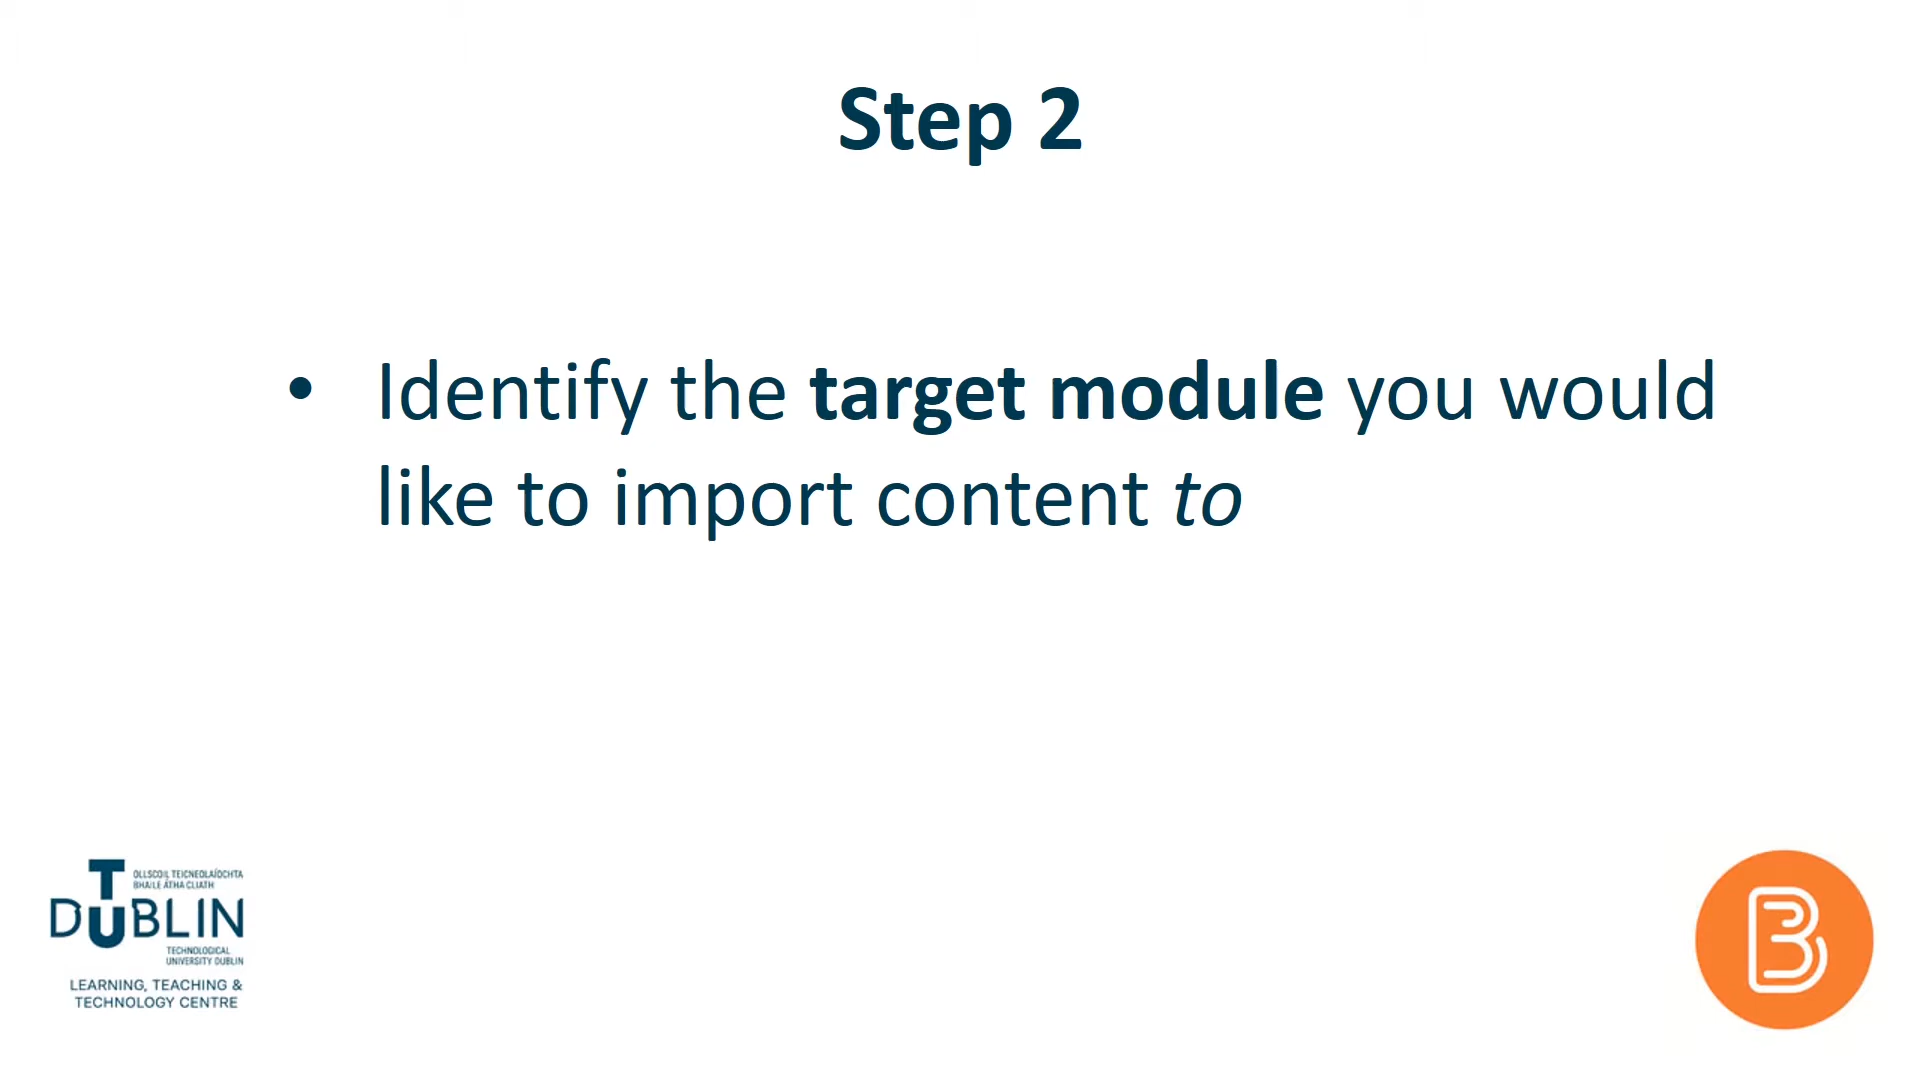 Step 2
• Identify the target module you would
like to import content to
OLLSCOIL TEICNEOLAÍOCHTA
BHAILE ÁTHA CLIATH
TU DUBLIN
TECHNOLOGICAL
UNIVERSITY DUBLIN
LEARNING, TEACHING &
TECHNOLOGY CENTRE
B